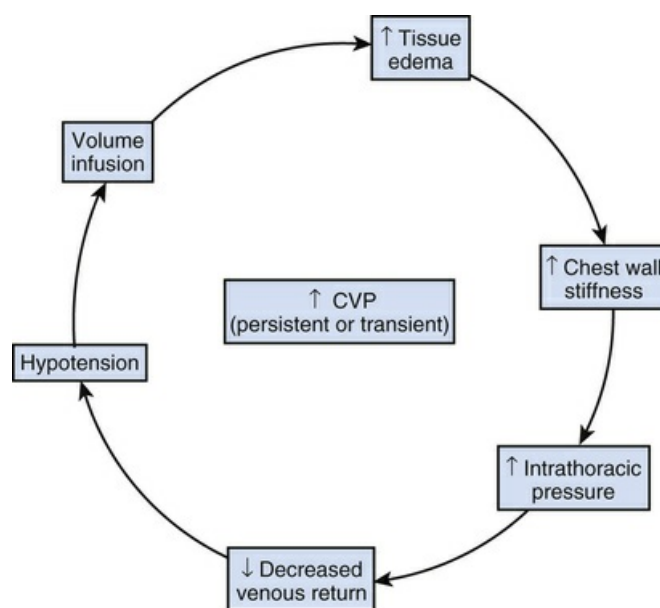 ↑ Tissue
edema
Volume
infusion
↑ Chest wall
stiffness
↑ CVP
(persistent or transient)
Hypotension
↑ Intrathoracic
pressure
↓ Decreased
venous return